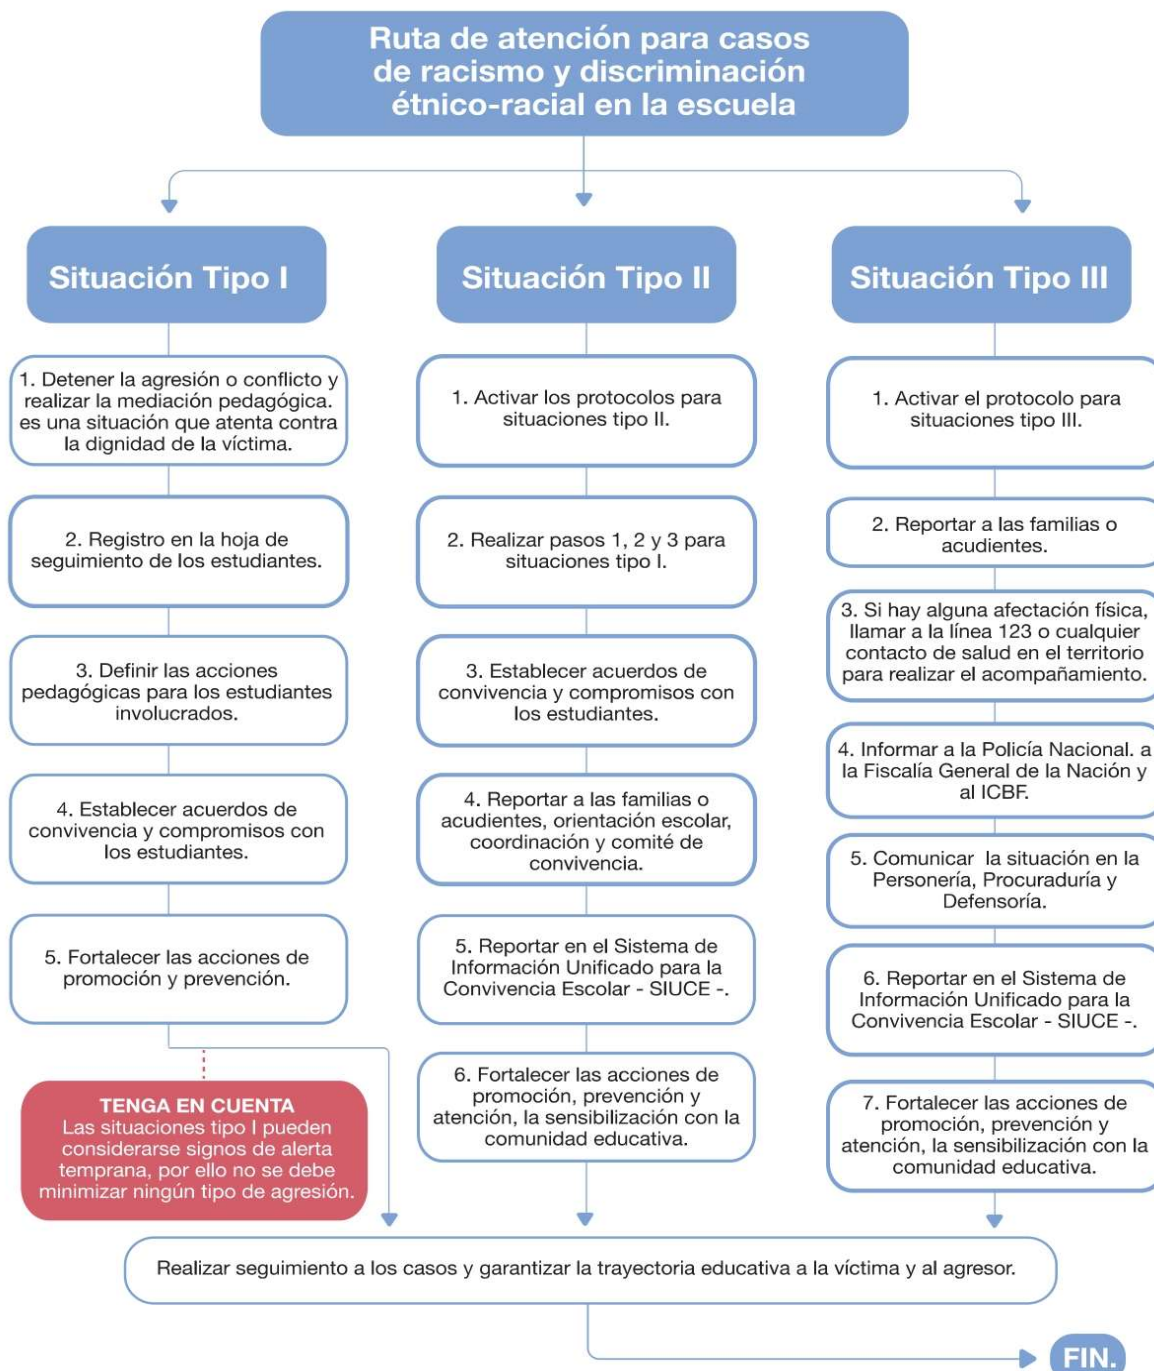 Ruta de atención para casos
de racismo y discriminación
étnico-racial en la escuela
Situación Tipo I
1. Detener la agresión o conflicto y
realizar la mediación pedagógica.
es una situación que atenta contra
la dignidad de la víctima.
2. Registro en la hoja de
seguimiento de los estudiantes.
3. Definir las acciones
pedagógicas para los estudiantes
involucrados.
4. Establecer acuerdos de
convivencia y compromisos con
los estudiantes.
5. Fortalecer las acciones de
promoción y prevención.
TENGA EN CUENTA
Las situaciones tipo I pueden
considerarse signos de alerta
temprana, por ello no se debe
minimizar ningún tipo de agresión.
Situación Tipo II
1. Activar los protocolos para
situaciones tipo II.
2. Realizar pasos 1, 2 y 3 para
situaciones tipo I.
3. Establecer acuerdos de
convivencia y compromisos con
los estudiantes.
4. Reportar a las familias o
acudientes, orientación escolar,
coordinación y comité de
convivencia.
5. Reportar en el Sistema de
Información Unificado para la
Convivencia Escolar - SIUCE -.
6. Fortalecer las acciones de
promoción, prevención y
atención, la sensibilización con la
comunidad educativa.
Situación Tipo III
1. Activar el protocolo para
situaciones tipo III.
2. Reportar a las familias o
acudientes.
3. Si hay alguna afectación física,
llamar a la línea 123 o cualquier
contacto de salud en el territorio
para realizar el acompañamiento.
4. Informar a la Policía Nacional. a
la Fiscalía General de la Nación y
al ICBF.
5. Comunicar la situación en la
Personería, Procuraduría y
Defensoría.
6. Reportar en el Sistema de
Información Unificado para la
Convivencia Escolar - SIUCE -.
7. Fortalecer las acciones de
promoción, prevención y
atención, la sensibilización con la
comunidad educativa.
Realizar seguimiento a los casos y garantizar la trayectoria educativa a la víctima y al agresor.
FIN.